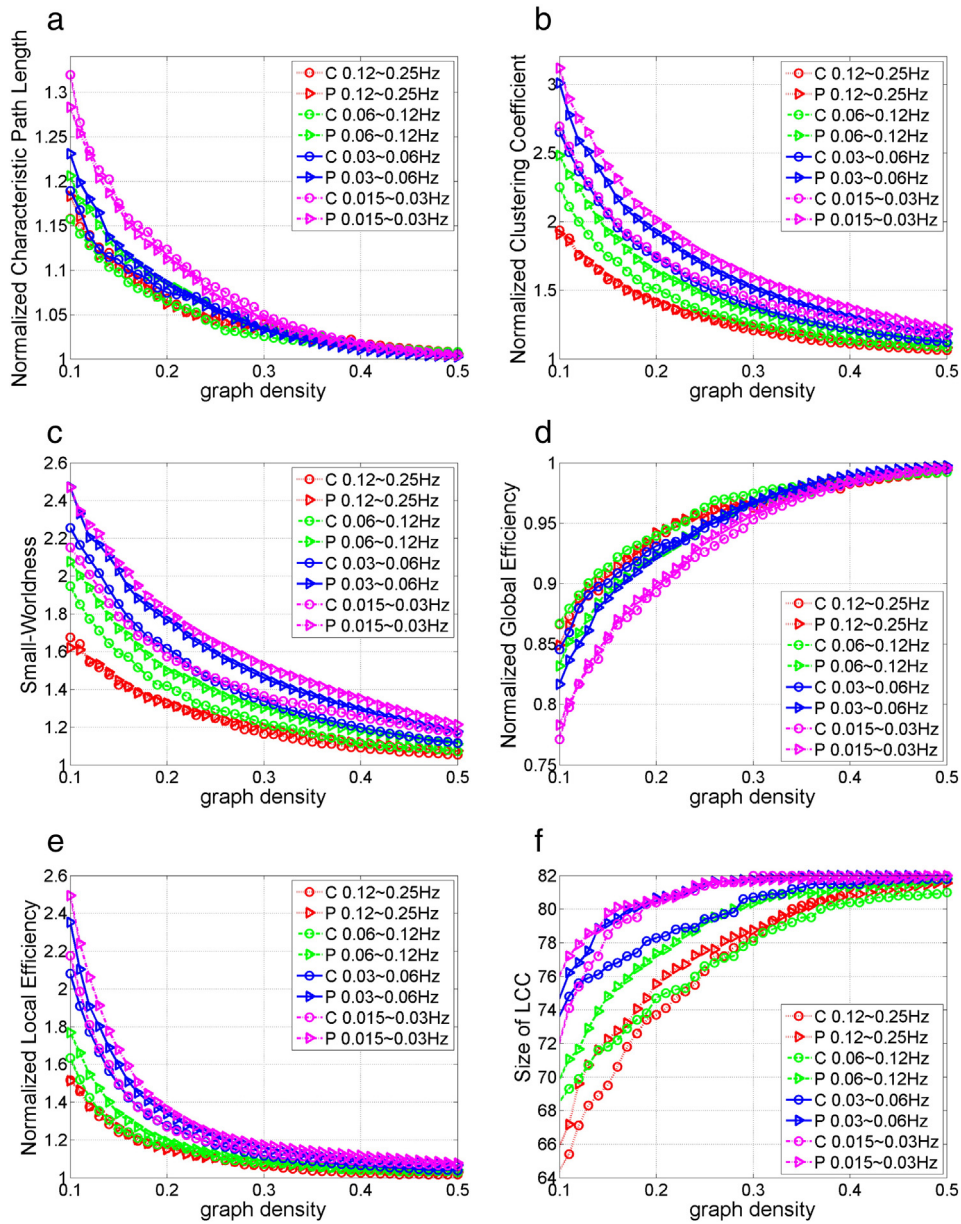 a
Normalized Characteristic Path Length
1.3
1.25
1.2
1.15
1.1
1.05
1
0.1 0.2 0.3 0.4 0.5
graph density
C 0.12~0.25Hz
P 0.12~0.25Hz
C 0.06~0.12Hz
P 0.06~0.12Hz
C 0.03~0.06Hz
P 0.03~0.06Hz
C 0.015~0.03Hz
P 0.015~0.03Hz
b
Normalized Clustering Coefficient
3
2.5
2
1.5
1
0.1 0.2 0.3 0.4 0.5
graph density
C 0.12~0.25Hz
P 0.12~0.25Hz
C 0.06~0.12Hz
P 0.06~0.12Hz
C 0.03~0.06Hz
P 0.03~0.06Hz
C 0.015~0.03Hz
P 0.015~0.03Hz
c
Small-Worldness
2.6
2.4
2.2
2
1.8
1.6
1.4
1.2
1
0.1 0.2 0.3 0.4 0.5
graph density
C 0.12~0.25Hz
P 0.12~0.25Hz
C 0.06~0.12Hz
P 0.06~0.12Hz
C 0.03~0.06Hz
P 0.03~0.06Hz
C 0.015~0.03Hz
P 0.015~0.03Hz
d
Normalized Global Efficiency
1
0.95
0.9
0.85
0.8
0.75
0.1 0.2 0.3 0.4 0.5
graph density
C 0.12~0.25Hz
P 0.12~0.25Hz
C 0.06~0.12Hz
P 0.06~0.12Hz
C 0.03~0.06Hz
P 0.03~0.06Hz
C 0.015~0.03Hz
P 0.015~0.03Hz
e
Normalized Local Efficiency
2.6
2.4
2.2
2
1.8
1.6
1.4
1.2
1
0.1 0.2 0.3 0.4 0.5
graph density
C 0.12~0.25Hz
P 0.12~0.25Hz
C 0.06~0.12Hz
P 0.06~0.12Hz
C 0.03~0.06Hz
P 0.03~0.06Hz
C 0.015~0.03Hz
P 0.015~0.03Hz
f
Size of LCC
82
80
78
76
74
72
70
68
66
64
0.1 0.2 0.3 0.4 0.5
graph density
C 0.12~0.25Hz
P 0.12~0.25Hz
C 0.06~0.12Hz
P 0.06~0.12Hz
C 0.03~0.06Hz
P 0.03~0.06Hz
C 0.015~0.03Hz
P 0.015~0.03Hz